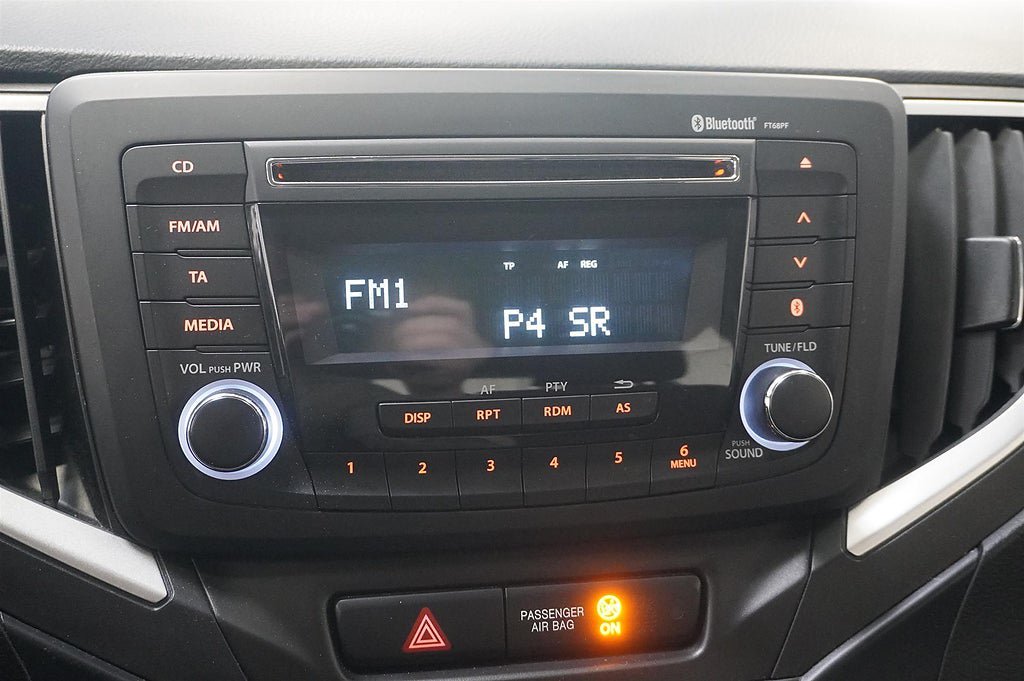 Bluetooth® FT68PF
CD
FM/AM
TA
MEDIA
VOL PUSH PWR
TP AF REG
FM1
P4 SR
TUNE/FLD
PUSH
SOUND
AF PTY
DISP RPT RDM AS
1 2 3 4 5 6
MENU
PASSENGER
AIR BAG
ON